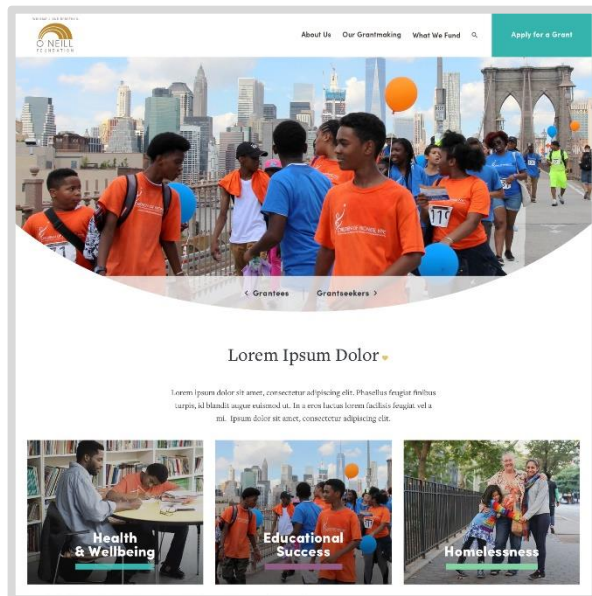 O'NEILL
FOUNDATION
About Us
Our Grantmaking
What We Fund
Apply for a Grant
119
< Grantees
Grantseekers >
Lorem Ipsum Dolor
Lorem ipsum dolor sit amet, consectetur adipiscing elit. Phasellus feugiat finibus
turpis, id blandit augue euismod ut. In a eros luctus lorem facilisis feugiat vel a
mi. Ipsum dolor sit amet, consectetur adipiscing elit.
Health
& Wellbeing
Educational
Success
Homelessness